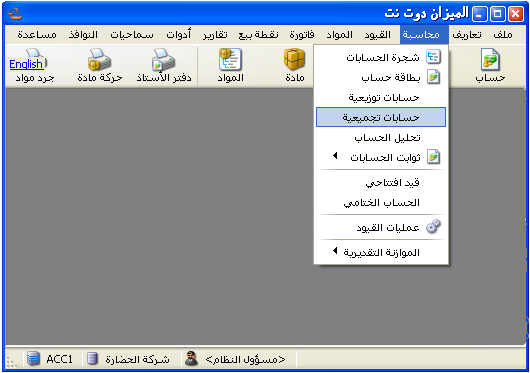 الميزان دوت نت
ملف تعاريف محاسبة القيود المواد فاتورة نقطة بيع تقارير أدوات سماحيات النوافذ مساعدة
حساب مادة المواد دفتر الأستاذ حركة مادة جرد مواد
English
شجرة الحسابات
بطاقة حساب
حسابات توزيعية
حسابات تجميعية
تحليل الحساب
ثوابت الحسابات
قيد افتتاحي
الحساب الختامي
عمليات القيود
الموازنة التقديرية
<مسؤول النظام> شركة الحضارة ACC1